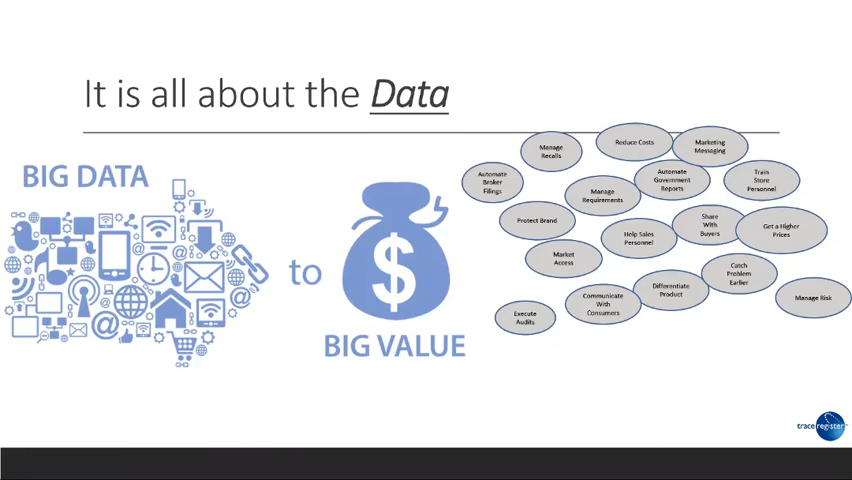 It is all about the Data
BIG DATA
to
BIG VALUE
Manage
Recalls
Reduce Costs
Marketing
Messaging
Automate
Broker
Filings
Manage
Requirements
Automate
Government
Reports
Train
Store
Personnel
Protect Brand
Help Sales
Personnel
Share
With
Buyers
Get a Higher
Prices
Market
Access
Catch
Problem
Earlier
Execute
Audits
Communicate
With
Consumers
Differentiate
Product
Manage Risk
trace register